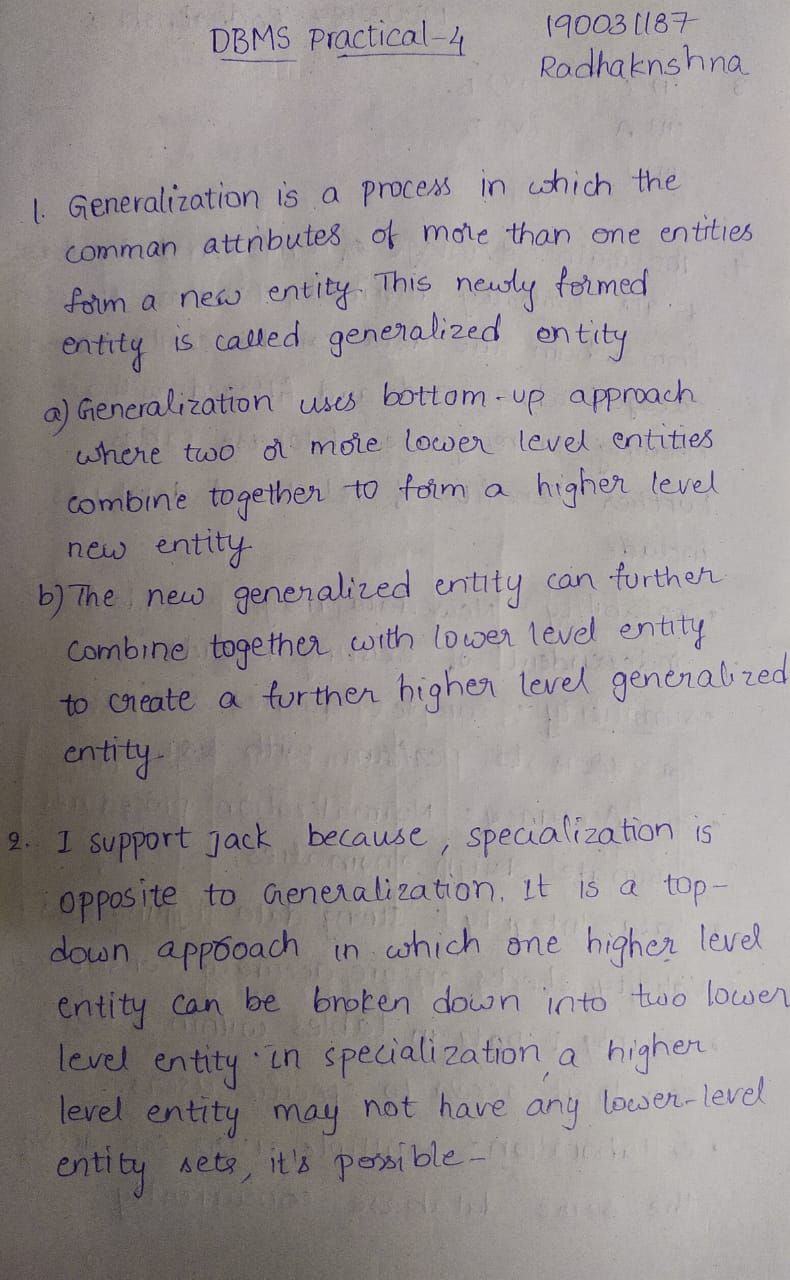 DBMS Practical-4
190031187
Radhaknshna
1. Generalization is a process in which the
comman attributes of more than one entities
form a new entity. This newly formed
entity is called generalized entity
a) Generalization uses bottom-up approach
where two or more lower level entities
combine together to form a higher level
new entity
b) The new generalized entity can further
combine together with lower level entity
to create a further higher level generalized
entity.
2. I support jack because, specialization is
opposite to Generalization. It is a top-
down approach in which one higher level
entity can be broken down into two lower
level entity. in specialization, a higher
level entity may not have any lower-level
entity sets, it's possible-